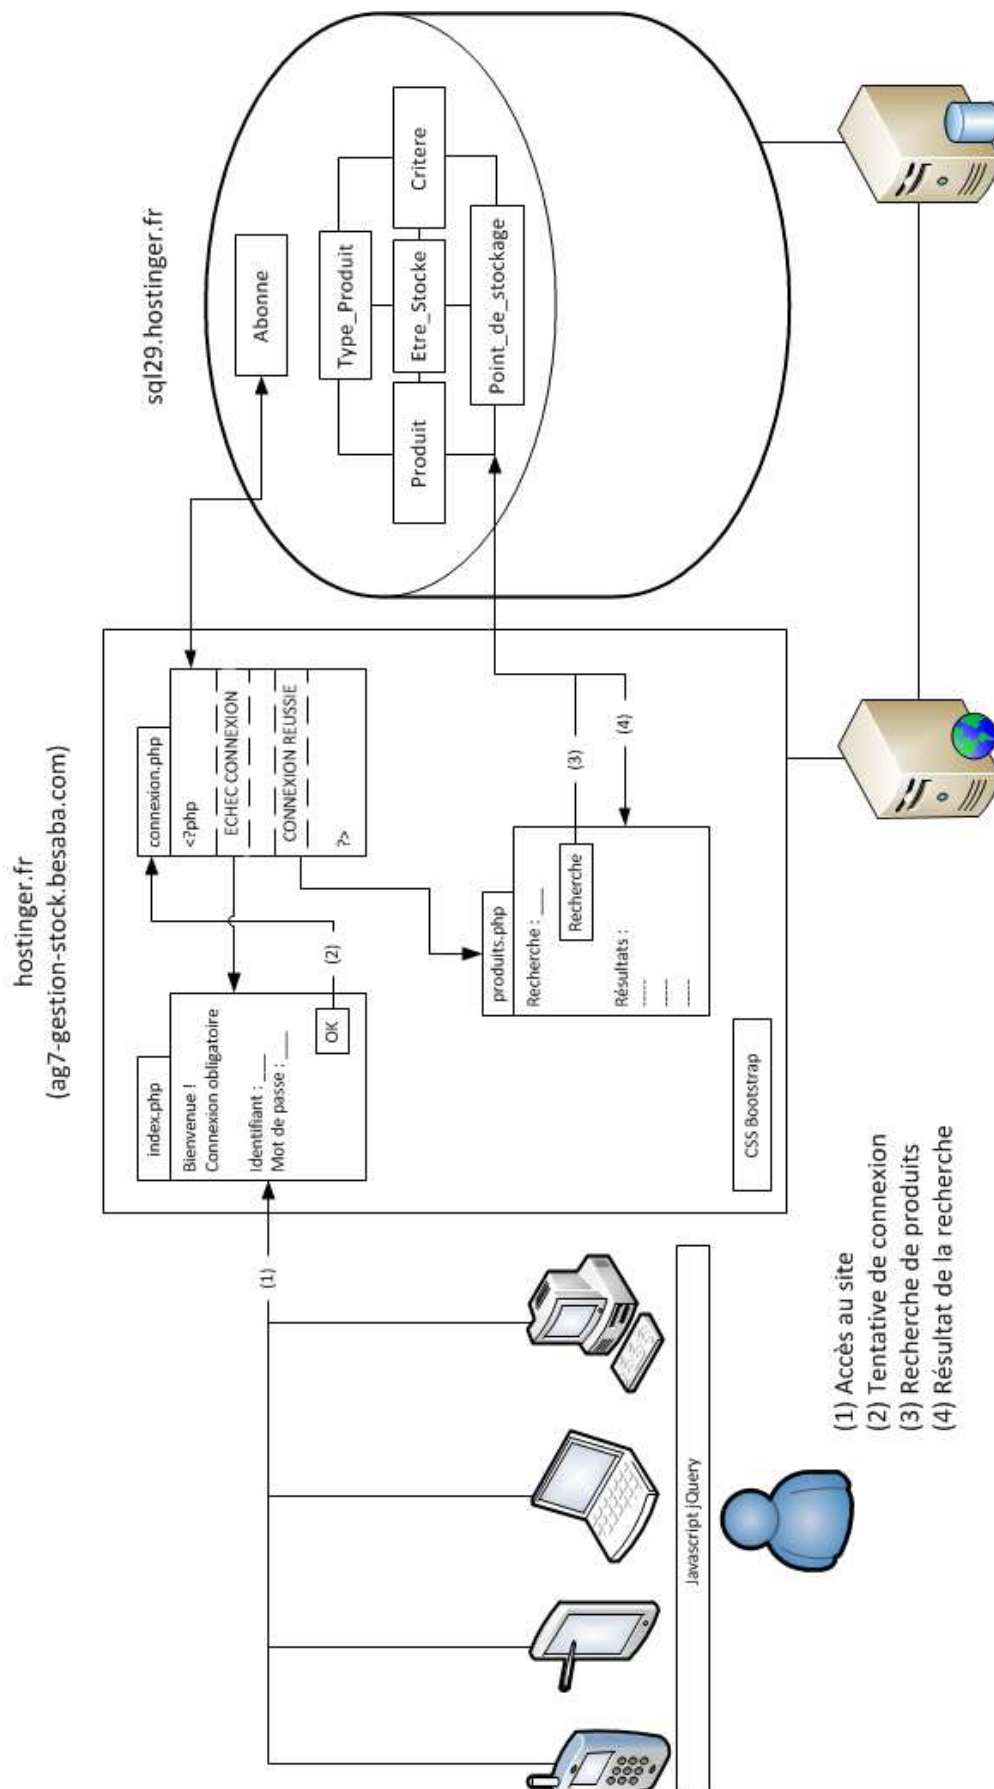 hostinger.fr
(ag7-gestion-stock.besaba.com)
sql29.hostinger.fr
(1)
index.php
Bienvenue !
Connexion obligatoire
Identifiant : ___
Mot de passe : ___
OK
(2)
connexion.php
<?php
ECHEC CONNEXION
CONNEXION REUSSIE
?>
produits.php
Recherche : ___
Recherche
Résultats :
-----
-----
-----
(3)
(4)
CSS Bootstrap
Abonne
Type_Produit
Produit
Etre_Stocke
Critere
Point_de_stockage
Javascript jQuery
(1) Accès au site
(2) Tentative de connexion
(3) Recherche de produits
(4) Résultat de la recherche